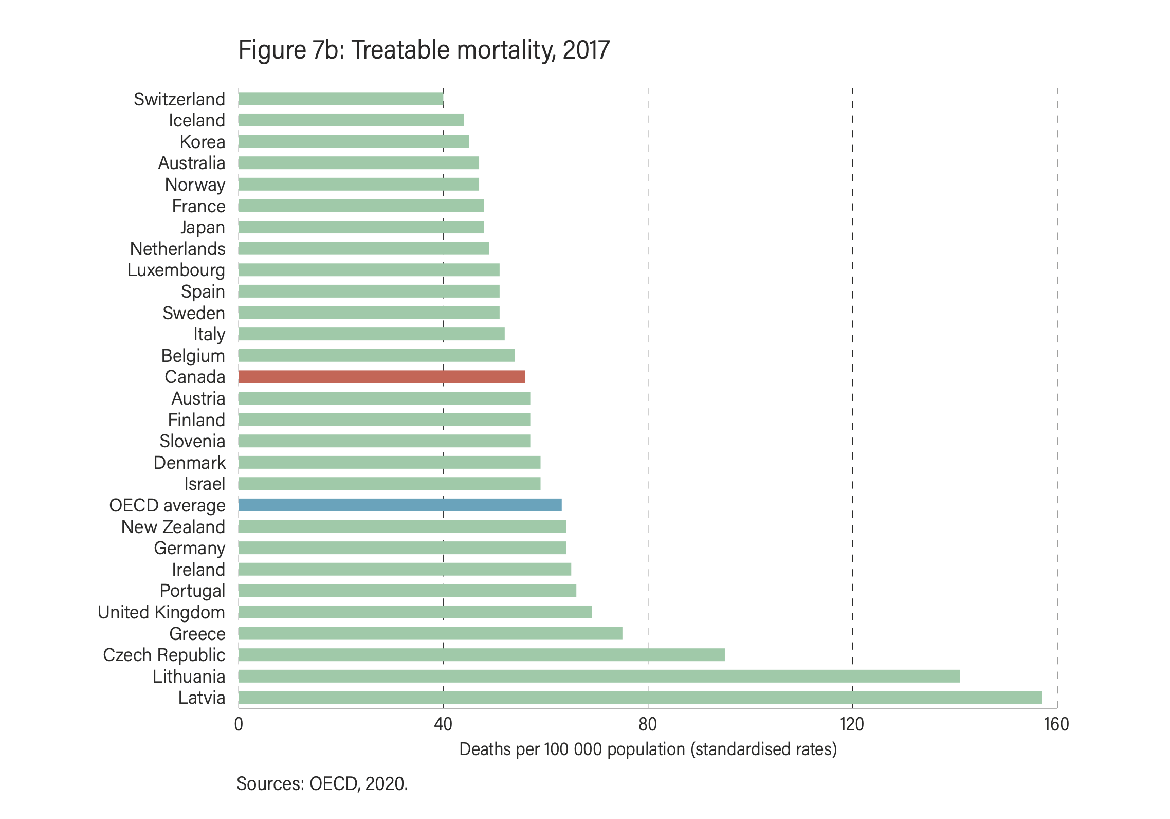 Figure 7b: Treatable mortality, 2017
Switzerland
Iceland
Korea
Australia
Norway
France
Japan
Netherlands
Luxembourg
Spain
Sweden
Italy
Belgium
Canada
Austria
Finland
Slovenia
Denmark
Israel
OECD average
New Zealand
Germany
Ireland
Portugal
United Kingdom
Greece
Czech Republic
Lithuania
Latvia
0 40 80 120 160
Deaths per 100 000 population (standardised rates)
Sources: OECD, 2020.